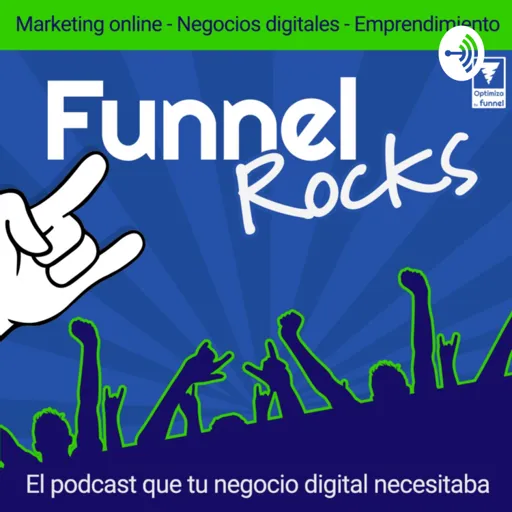 Marketing online - Negocios digitales - Emprendimiento
Optimiza
tu funnel
Funnel
Rocks
El podcast que tu negocio digital necesitaba